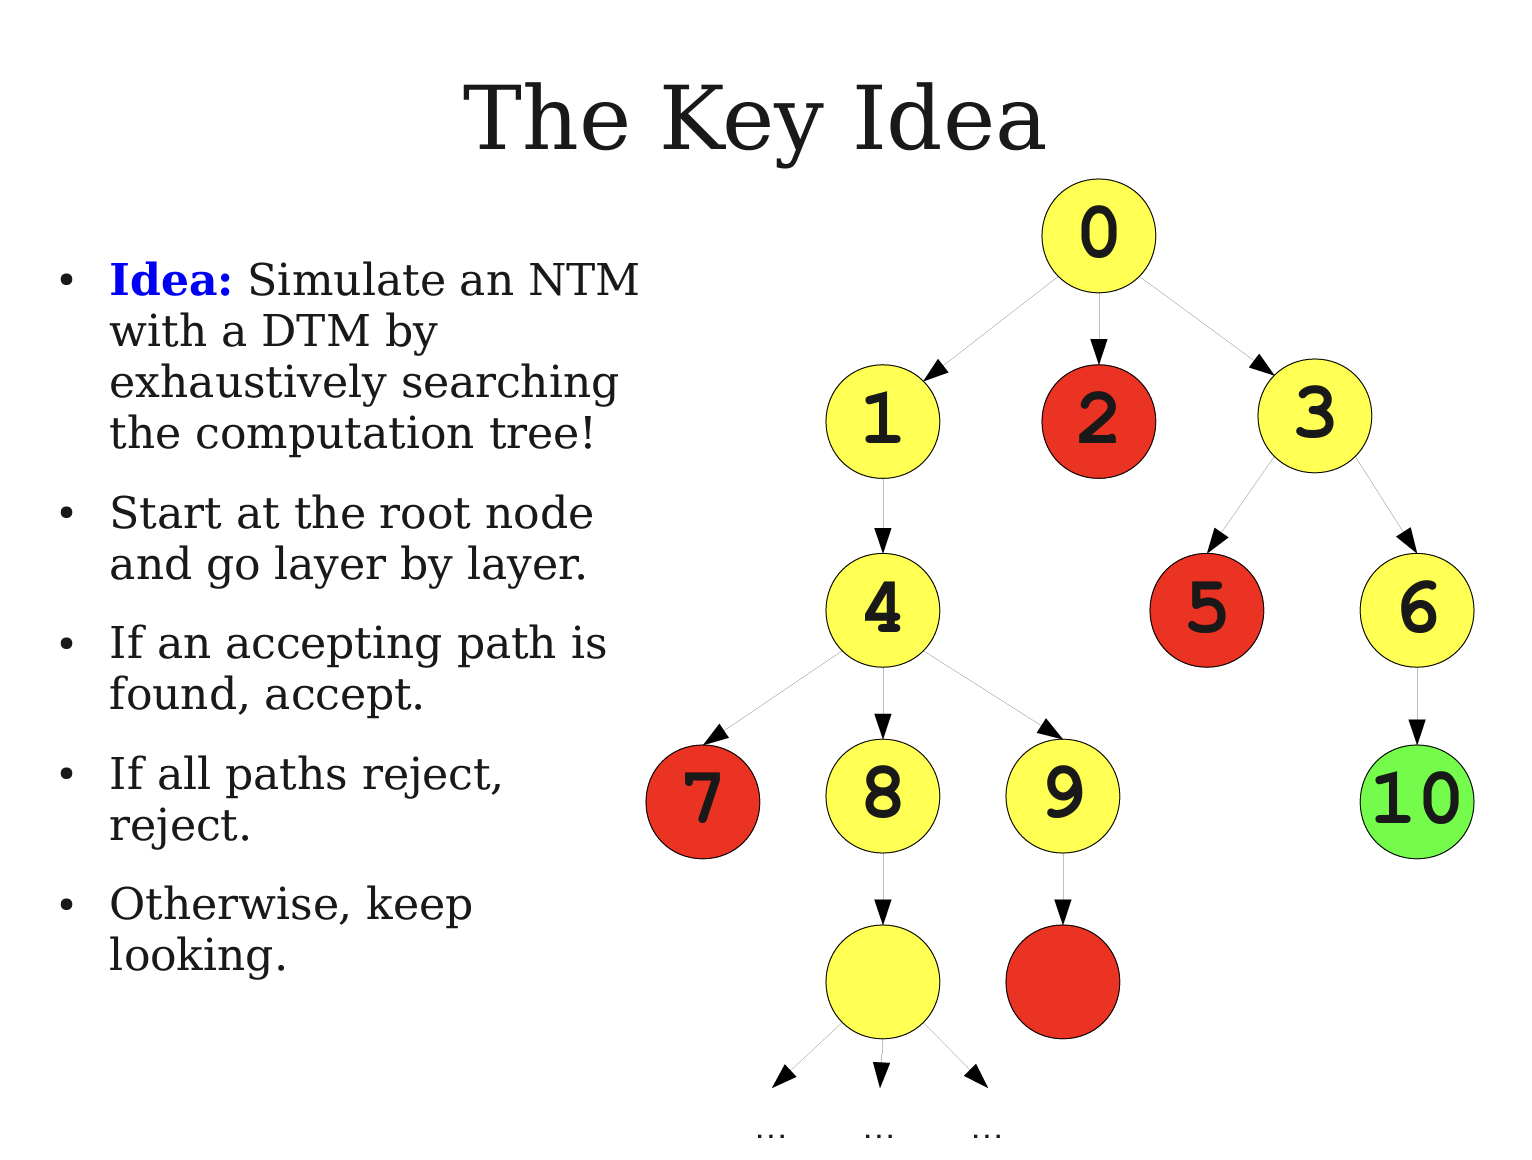 The Key Idea
• Idea: Simulate an NTM
with a DTM by
exhaustively searching
the computation tree!
• Start at the root node
and go layer by layer.
• If an accepting path is
found, accept.
• If all paths reject,
reject.
• Otherwise, keep
looking.
0
1 2 3
4 5 6
7 8 9 10
... ... ...